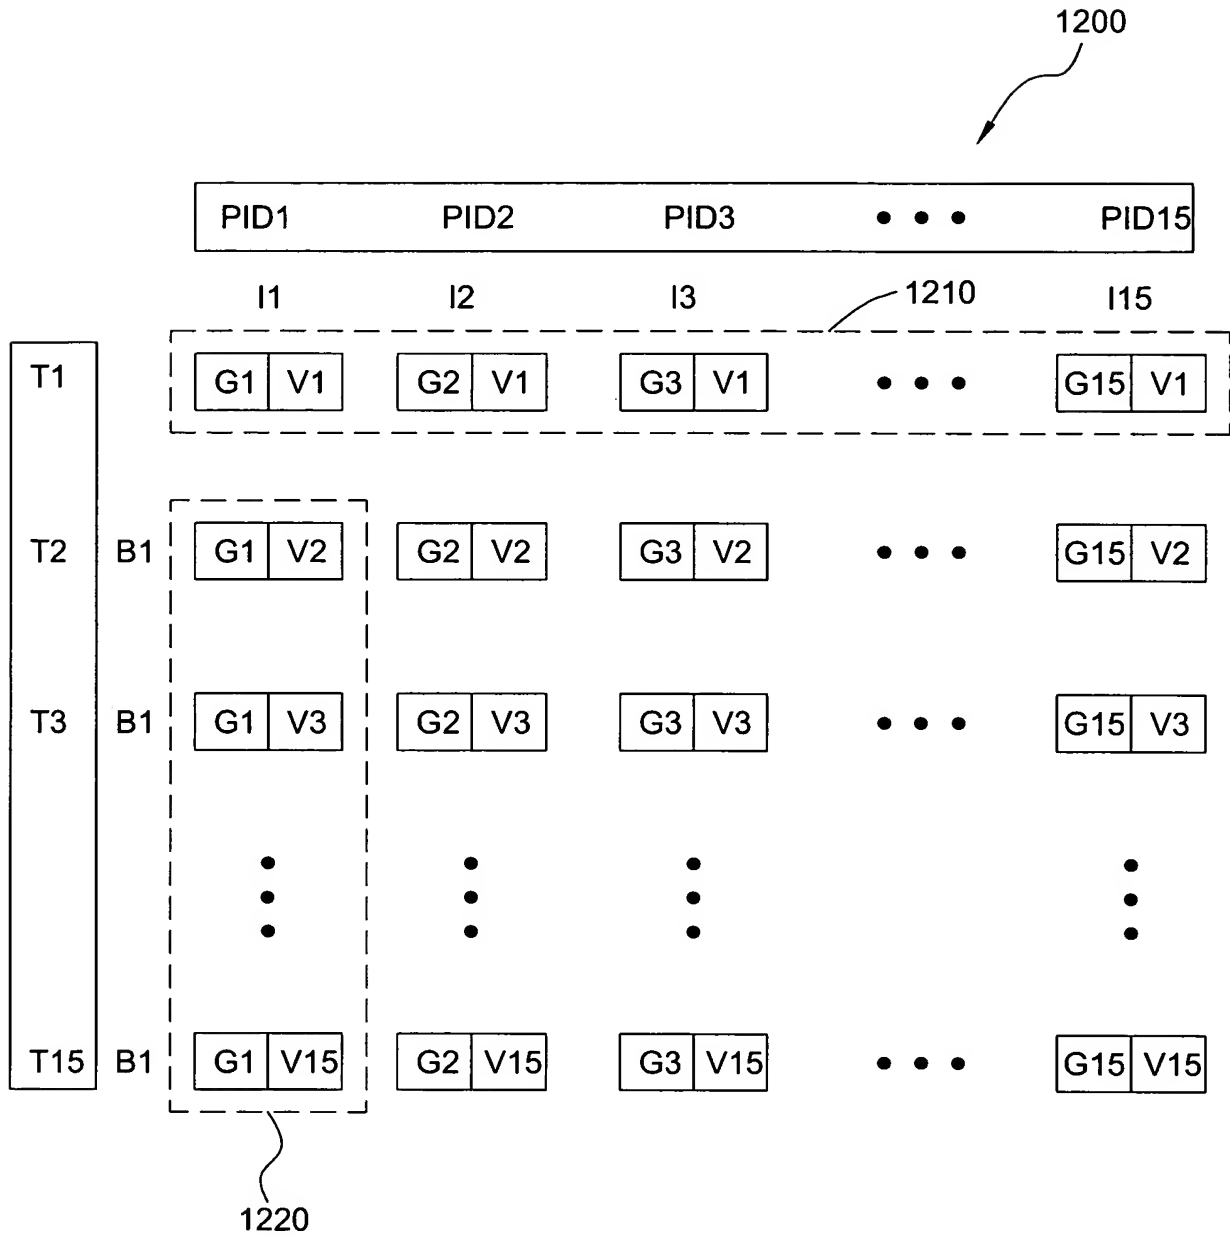 1200
PID1 PID2 PID3 • • • PID15
I1 I2 I3 1210 I15
T1 G1 V1 G2 V1 G3 V1 • • • G15 V1
T2 B1 G1 V2 G2 V2 G3 V2 • • • G15 V2
T3 B1 G1 V3 G2 V3 G3 V3 • • • G15 V3
T15 B1 G1 V15 G2 V15 G3 V15 • • • G15 V15
1220